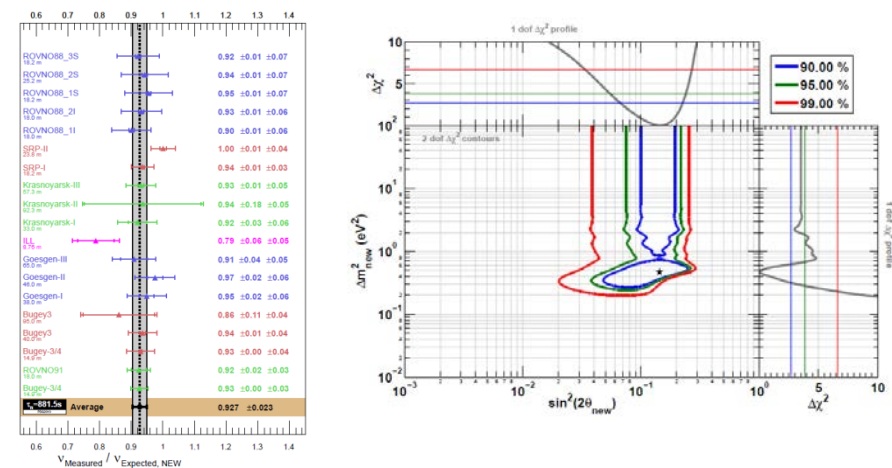 0.6 0.7 0.8 0.9 1 1.1 1.2 1.3 1.4
ROVNO88_3S 0.92 ±0.01 ±0.07
18.2 m
ROVNO88_2S 0.94 ±0.01 ±0.07
25.2 m
ROVNO88_1S 0.95 ±0.01 ±0.07
18.2 m
ROVNO88_2I 0.93 ±0.01 ±0.06
18.0 m
ROVNO88_1I 0.90 ±0.01 ±0.06
18.0 m
SRP-II 1.00 ±0.01 ±0.04
23.8 m
SRP-I 0.94 ±0.01 ±0.03
18.2 m
Krasnoyarsk-III 0.93 ±0.01 ±0.05
57.3 m
Krasnoyarsk-II 0.94 ±0.18 ±0.05
92.3 m
Krasnoyarsk-I 0.92 ±0.03 ±0.06
33.0 m
ILL 0.79 ±0.06 ±0.05
8.76 m
Goesgen-III 0.91 ±0.04 ±0.05
65.0 m
Goesgen-II 0.97 ±0.02 ±0.06
46.0 m
Goesgen-I 0.95 ±0.02 ±0.06
38.0 m
Bugey3 0.86 ±0.11 ±0.04
95.0 m
Bugey3 0.94 ±0.01 ±0.04
40.0 m
Bugey-3/4 0.93 ±0.00 ±0.04
14.9 m
ROVNO91 0.92 ±0.02 ±0.03
18.0 m
Bugey-3/4 0.93 ±0.00 ±0.03
14.9 m
τn=881.5s Average 0.927 ±0.023
0.6 0.7 0.8 0.9 1 1.1 1.2 1.3 1.4
νMeasured / νExpected, NEW
1 dof Δχ² profile
10
5
Δχ²
90.00 %
95.00 %
99.00 %
2 dof Δχ² contours
10²
10¹
10⁰
10⁻¹
10⁻²
Δm²new (eV²)
1 dof Δχ² profile
10⁻³ 10⁻² 10⁻¹ 10⁰ 5 10
sin²(2θnew) Δχ²